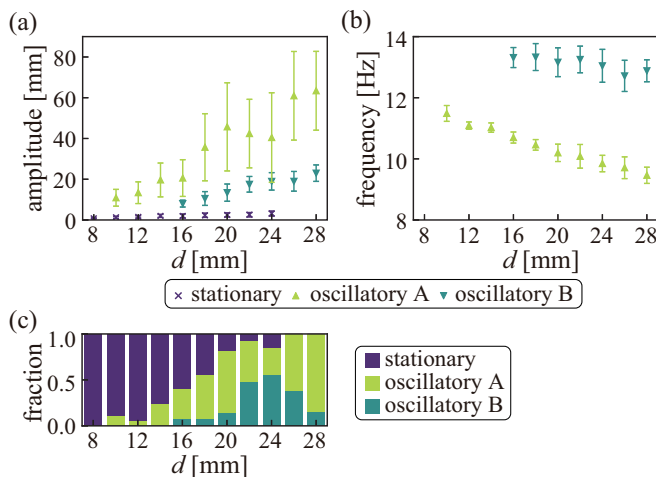 (a)
80
60
40
20
0
amplitude [mm]
8 12 16 20 24 28
d [mm]
(b)
14
12
10
8
frequency [Hz]
8 12 16 20 24 28
d [mm]
stationary oscillatory A oscillatory B
(c)
1.0
0.5
0.0
fraction
8 12 16 20 24 28
d [mm]
stationary
oscillatory A
oscillatory B